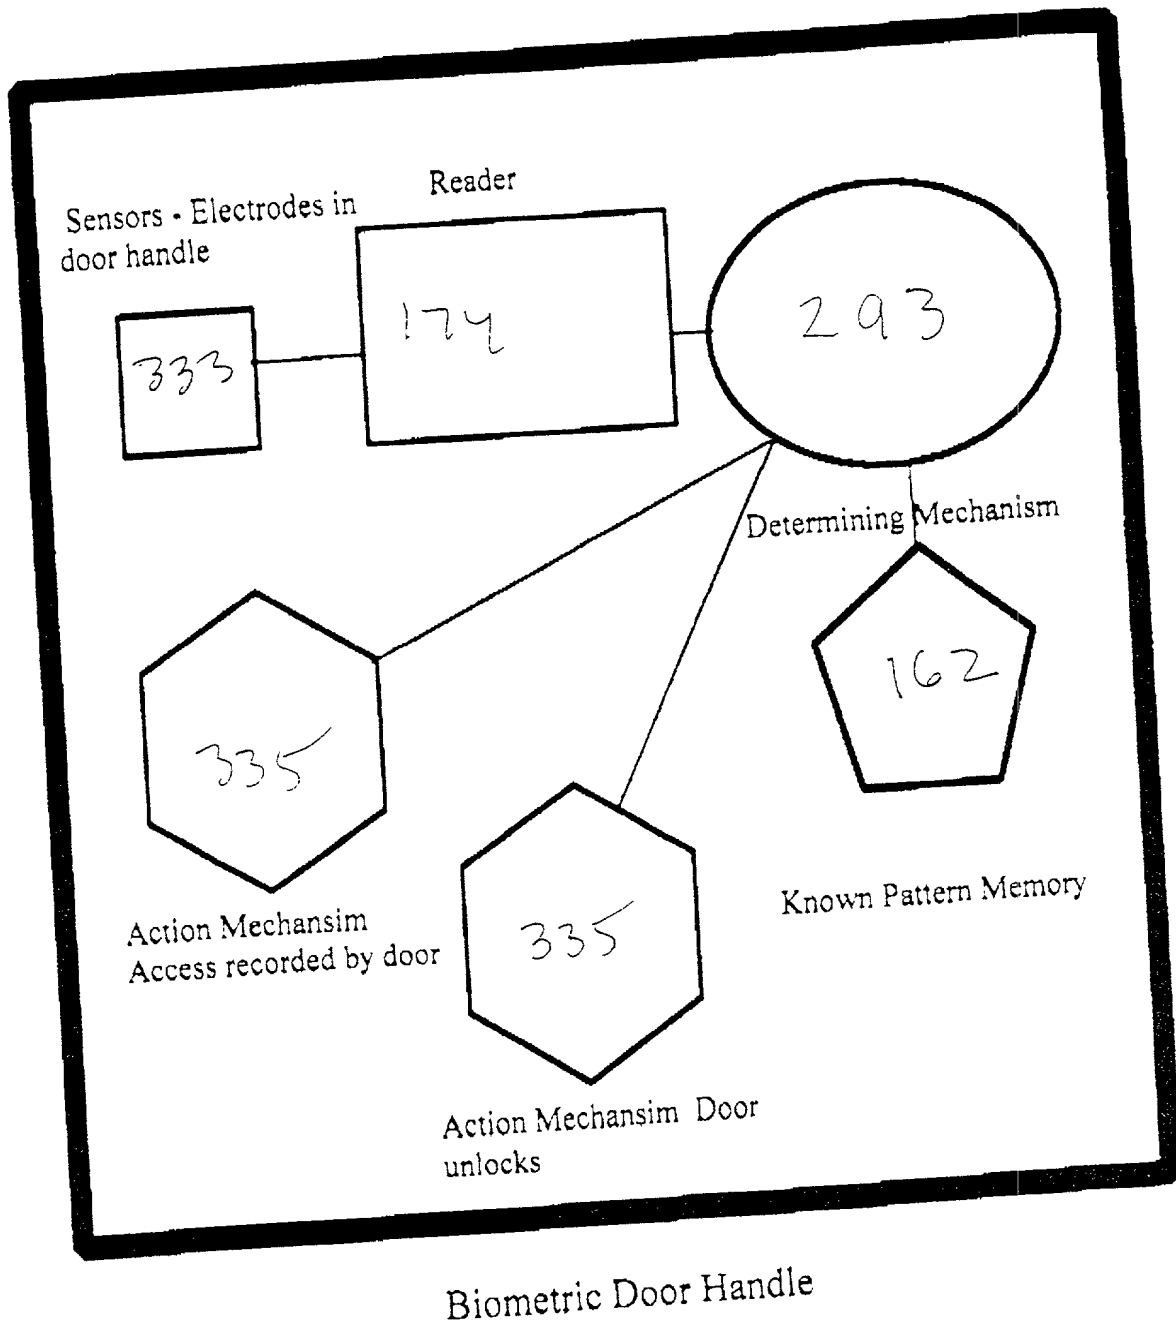 Reader
Sensors - Electrodes in
door handle
333
174
293
Determining Mechanism
162
335
335
Known Pattern Memory
Action Mechansim
Access recorded by door
Action Mechansim Door
unlocks
Biometric Door Handle